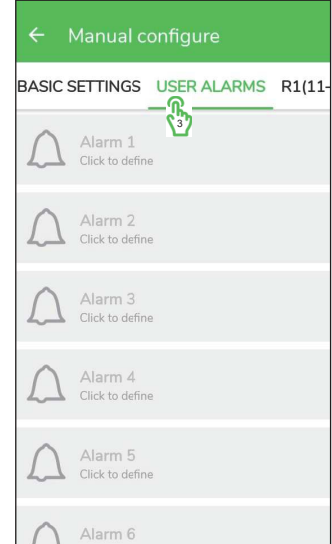 ← Manual configure
BASIC SETTINGS USER ALARMS R1(11-
3
Alarm 1
Click to define
Alarm 2
Click to define
Alarm 3
Click to define
Alarm 4
Click to define
Alarm 5
Click to define
Alarm 6